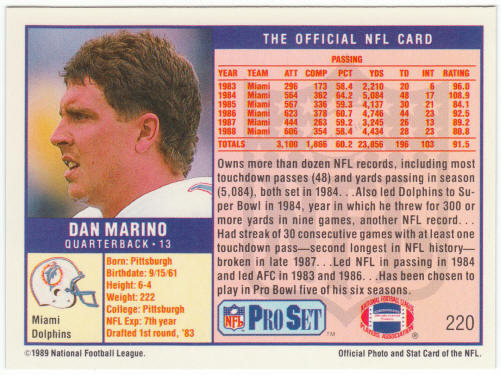 THE OFFICIAL NFL CARD
PASSING
YEAR TEAM ATT COMP PCT YDS TD INT RATING
1983 Miami 296 173 58.4 2,210 20 6 96.0
1984 Miami 564 362 64.2 5,084 48 17 108.9
1985 Miami 567 336 59.3 4,137 30 21 84.1
1986 Miami 623 378 60.7 4,746 44 23 92.5
1987 Miami 444 263 59.2 3,245 26 13 89.2
1988 Miami 606 354 58.4 4,434 28 23 80.8
TOTALS 3,100 1,866 60.2 23,856 196 103 91.5
Owns more than dozen NFL records, including most
touchdown passes (48) and yards passing in season
(5,084), both set in 1984. . .Also led Dolphins to Su-
per Bowl in 1984, year in which he threw for 300 or
more yards in nine games, another NFL record. . .
Had streak of 30 consecutive games with at least one
touchdown pass—second longest in NFL history—
broken in late 1987. . .Led NFL in passing in 1984
and led AFC in 1983 and 1986. . .Has been chosen
to play in Pro Bowl five of his six seasons.
DAN MARINO
QUARTERBACK • 13
Miami
Dolphins
Born: Pittsburgh
Birthdate: 9/15/61
Height: 6-4
Weight: 222
College: Pittsburgh
NFL Exp: 7th year
Drafted 1st round, '83
NFL PRO SET TM
NATIONAL FOOTBALL LEAGUE
PLAYERS ASSOCIATION ®
220
©1989 National Football League.
Official Photo and Stat Card of the NFL.